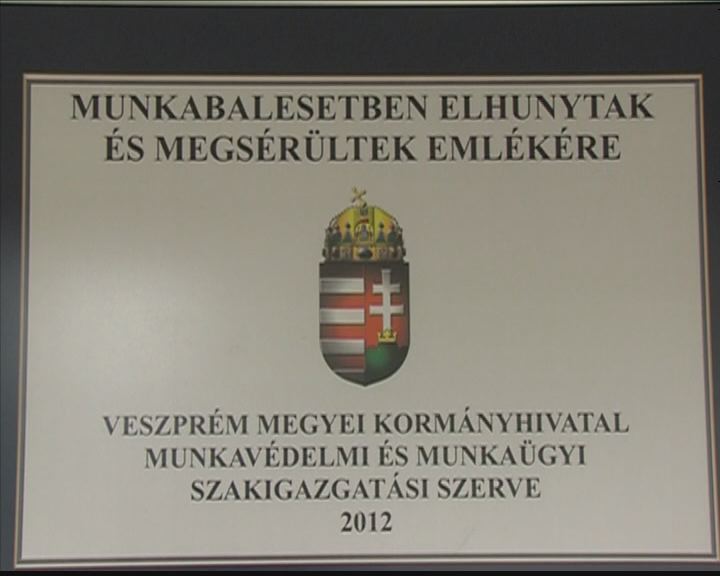 MUNKABALESETBEN ELHUNYTAK
ÉS MEGSÉRÜLTEK EMLÉKÉRE
VESZPRÉM MEGYEI KORMÁNYHIVATAL
MUNKAVÉDELMI ÉS MUNKAÜGYI
SZAKIGAZGATÁSI SZERVE
2012